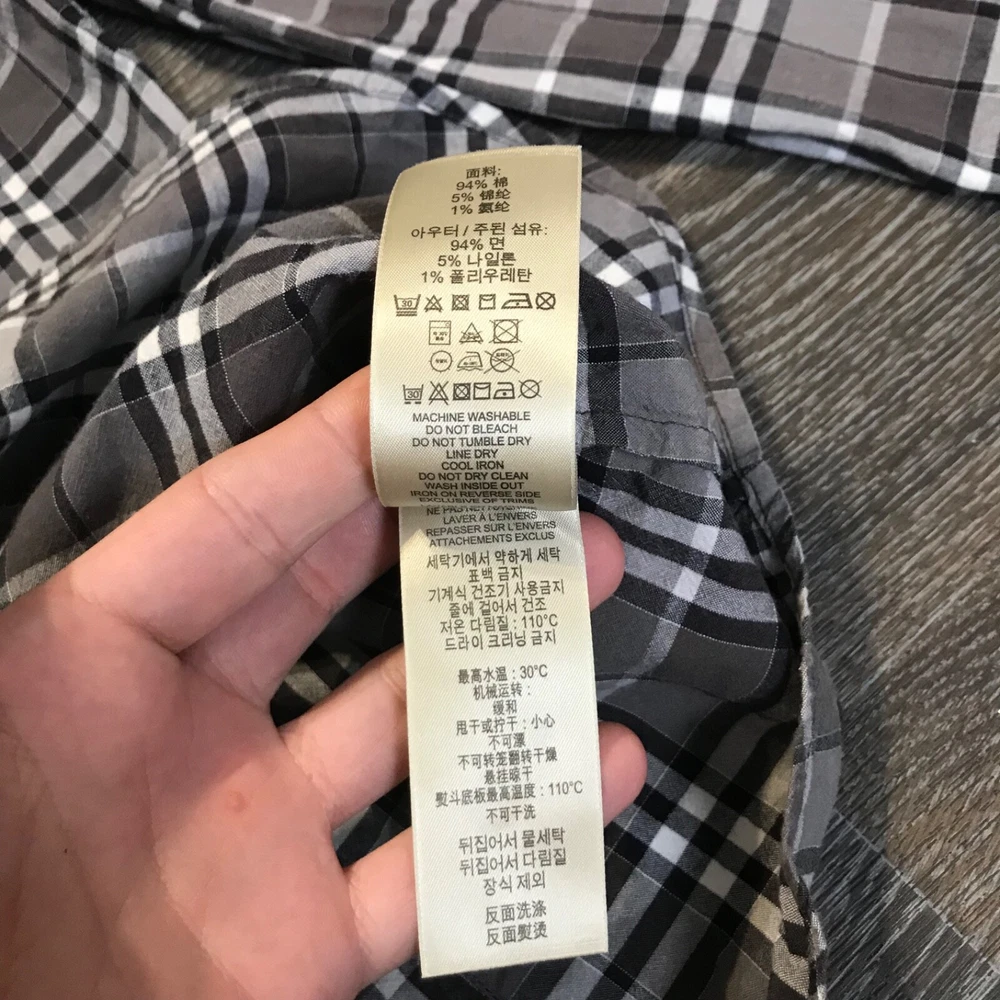 面料:
94% 棉
5% 锦纶
1% 氨纶
아우터 / 주된 섬유:
94% 면
5% 나일론
1% 폴리우레탄
30
30
MACHINE WASHABLE
DO NOT BLEACH
DO NOT TUMBLE DRY
LINE DRY
COOL IRON
DO NOT DRY CLEAN
WASH INSIDE OUT
IRON ON REVERSE SIDE
EXCLUSIVE OF TRIMS
LAVER À L'ENVERS
REPASSER SUR L'ENVERS
ATTACHEMENTS EXCLUS
세탁기에서 약하게 세탁
표백 금지
기계식 건조기 사용금지
줄에 걸어서 건조
저온 다림질 : 110°C
드라이 크리닝 금지
最高水温 : 30°C
机械运转 :
缓和
甩干或拧干 : 小心
不可漂
不可转笼翻转干燥
悬挂晾干
熨斗底板最高温度 : 110°C
不可干洗
뒤집어서 물세탁
뒤집어서 다림질
장식 제외
反面洗涤
反面熨烫